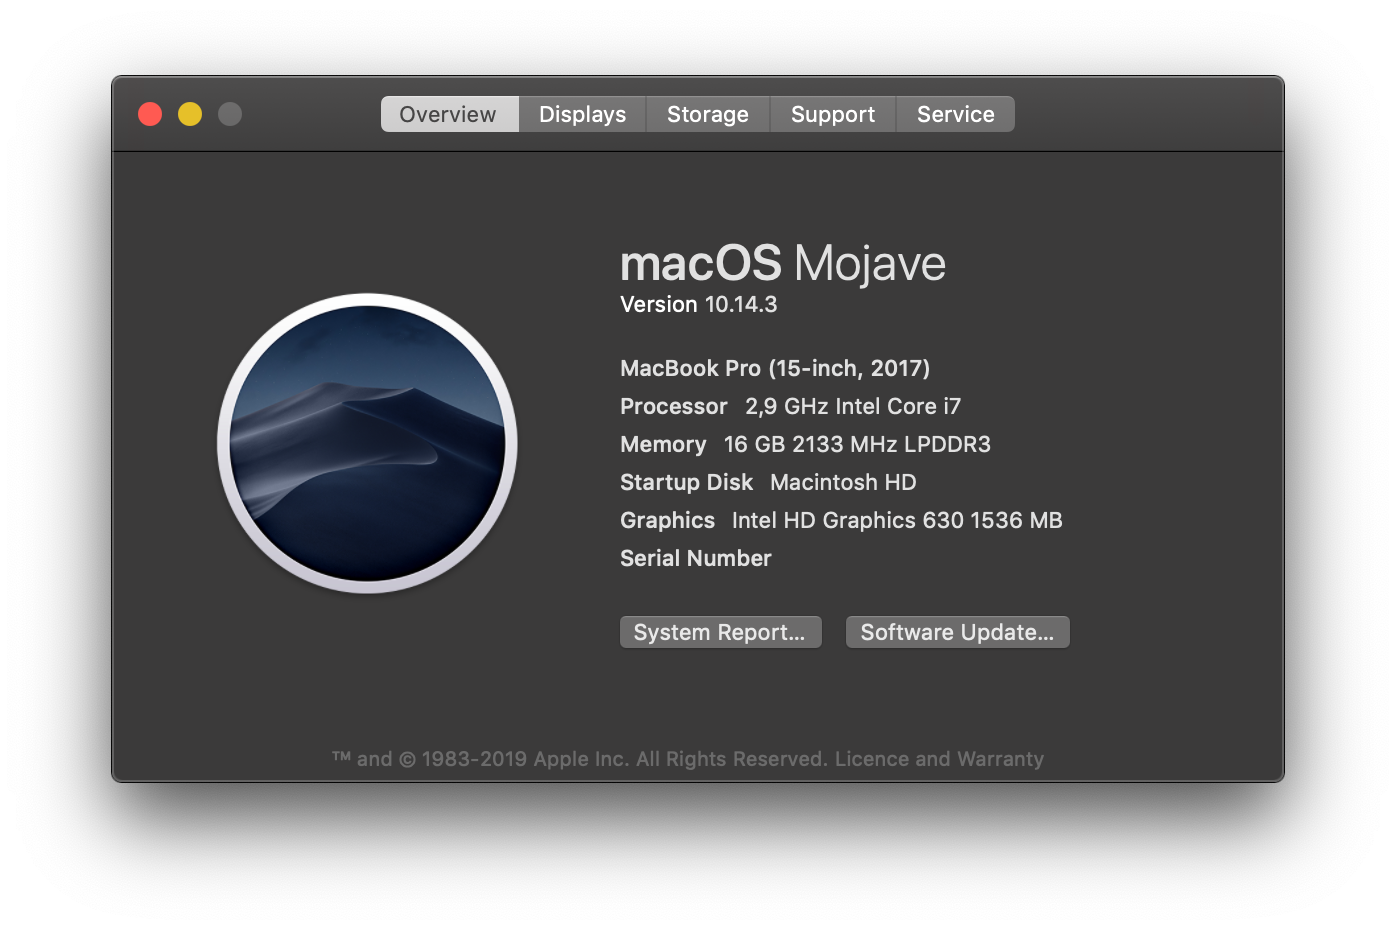 Overview Displays Storage Support Service
macOS Mojave
Version 10.14.3
MacBook Pro (15-inch, 2017)
Processor 2,9 GHz Intel Core i7
Memory 16 GB 2133 MHz LPDDR3
Startup Disk Macintosh HD
Graphics Intel HD Graphics 630 1536 MB
Serial Number
System Report... Software Update...
™ and © 1983-2019 Apple Inc. All Rights Reserved. Licence and Warranty